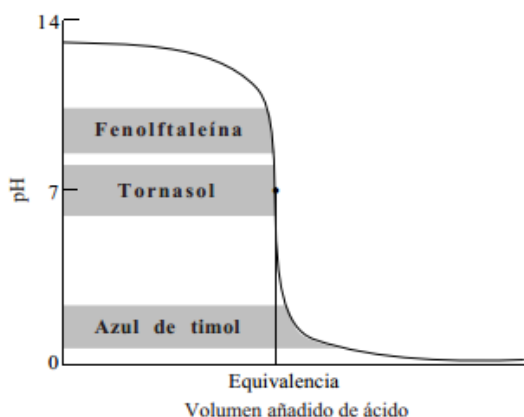 14
Fenolftaleína
Tornasol
7
pH
Azul de timol
0
Equivalencia
Volumen añadido de ácido